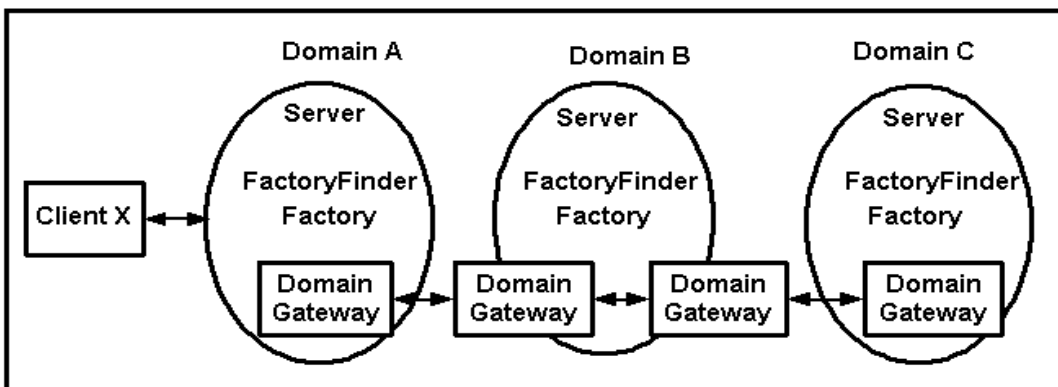 Domain A
Domain B
Domain C
Server
Server
Server
FactoryFinder
Factory
FactoryFinder
Factory
FactoryFinder
Factory
Client X
Domain
Gateway
Domain
Gateway
Domain
Gateway
Domain
Gateway